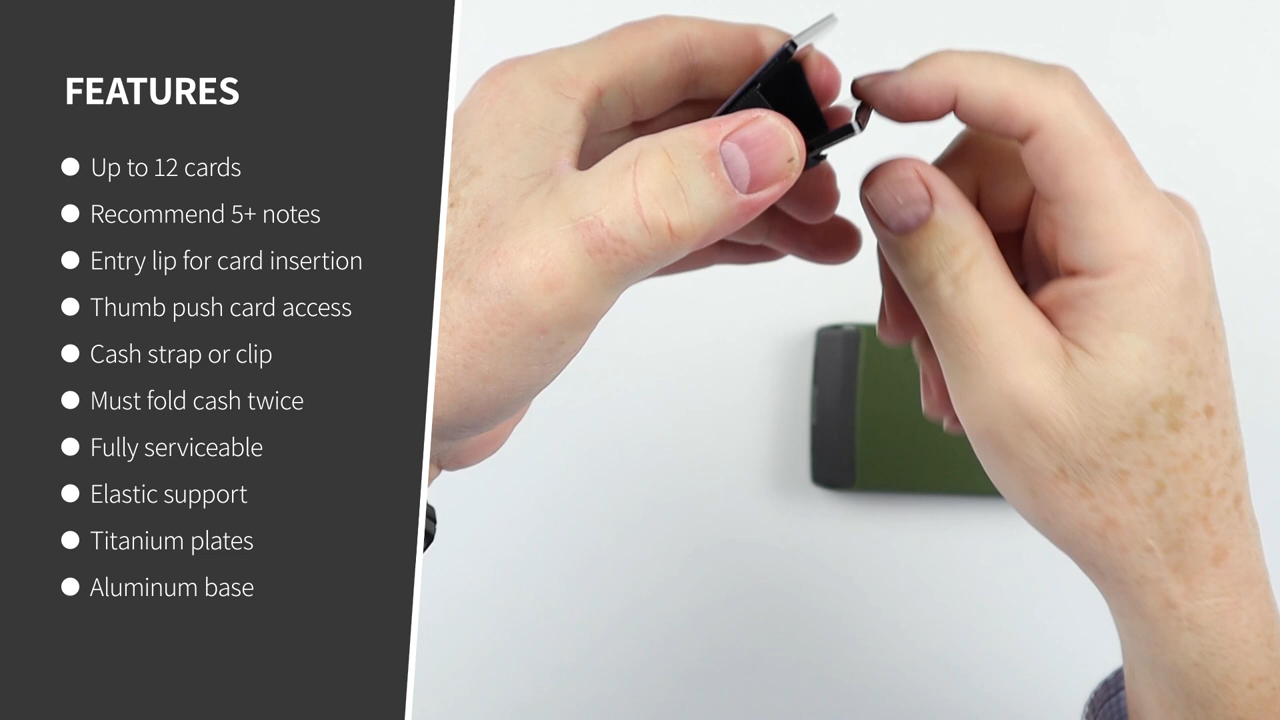 FEATURES
Up to 12 cards
Recommend 5+ notes
Entry lip for card insertion
Thumb push card access
Cash strap or clip
Must fold cash twice
Fully serviceable
Elastic support
Titanium plates
Aluminum base